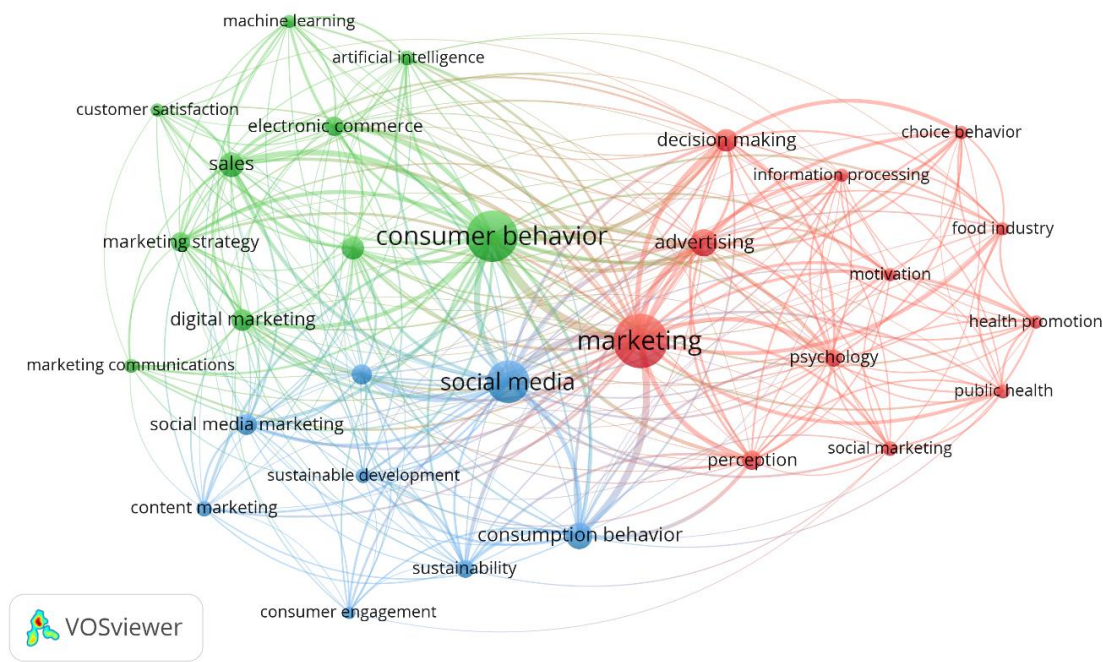 machine learning
artificial intelligence
customer satisfaction
electronic commerce
choice behavior
decision making
sales
information processing
food industry
consumer behavior
marketing strategy
advertising
motivation
digital marketing
health promotion
marketing
psychology
marketing communications
social media
public health
social media marketing
social marketing
perception
sustainable development
content marketing
consumption behavior
sustainability
consumer engagement
VOSviewer